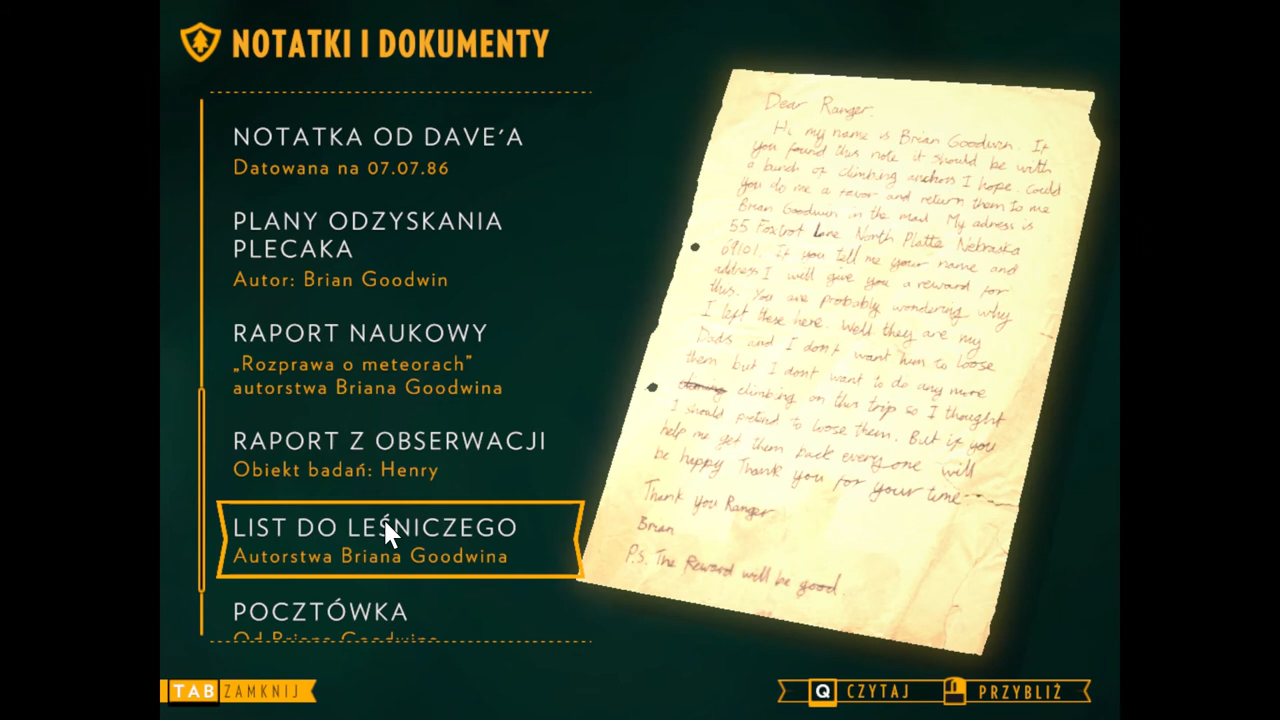 NOTATKI I DOKUMENTY
NOTATKA OD DAVE'A
Datowana na 07.07.86
PLANY ODZYSKANIA
PLECAKA
Autor: Brian Goodwin
RAPORT NAUKOWY
„Rozprawa o meteorach”
autorstwa Briana Goodwina
RAPORT Z OBSERWACJI
Obiekt badań: Henry
LIST DO LEŚNICZEGO
Autorstwa Briana Goodwina
POCZTÓWKA
Od Briana Goodwina
TAB ZAMKNIJ
Dear Ranger.
Hi my name is Brian Goodwin. If
you found this note it should be with
a bunch of climbing anchors I hope. Could
you do me a favor and return them to me
Brian Goodwin in the mail My adress is
55 Foxtrot Lane North Platte Nebraska
69101. If you tell me your name and
address I will give you a reward for
this. You are probably wondering why
I left these here. Well they are my
Dads and I don't want him to loose
them but I dont want to do any more
climbing on this trip so I thought
I should pretend to loose them. But if you
help me get them back everyone will
be happy Thank you for your time
Thank you Ranger
Brian
P.S. The Reward will be good.
Q CZYTAJ
PRZYBLIŻ